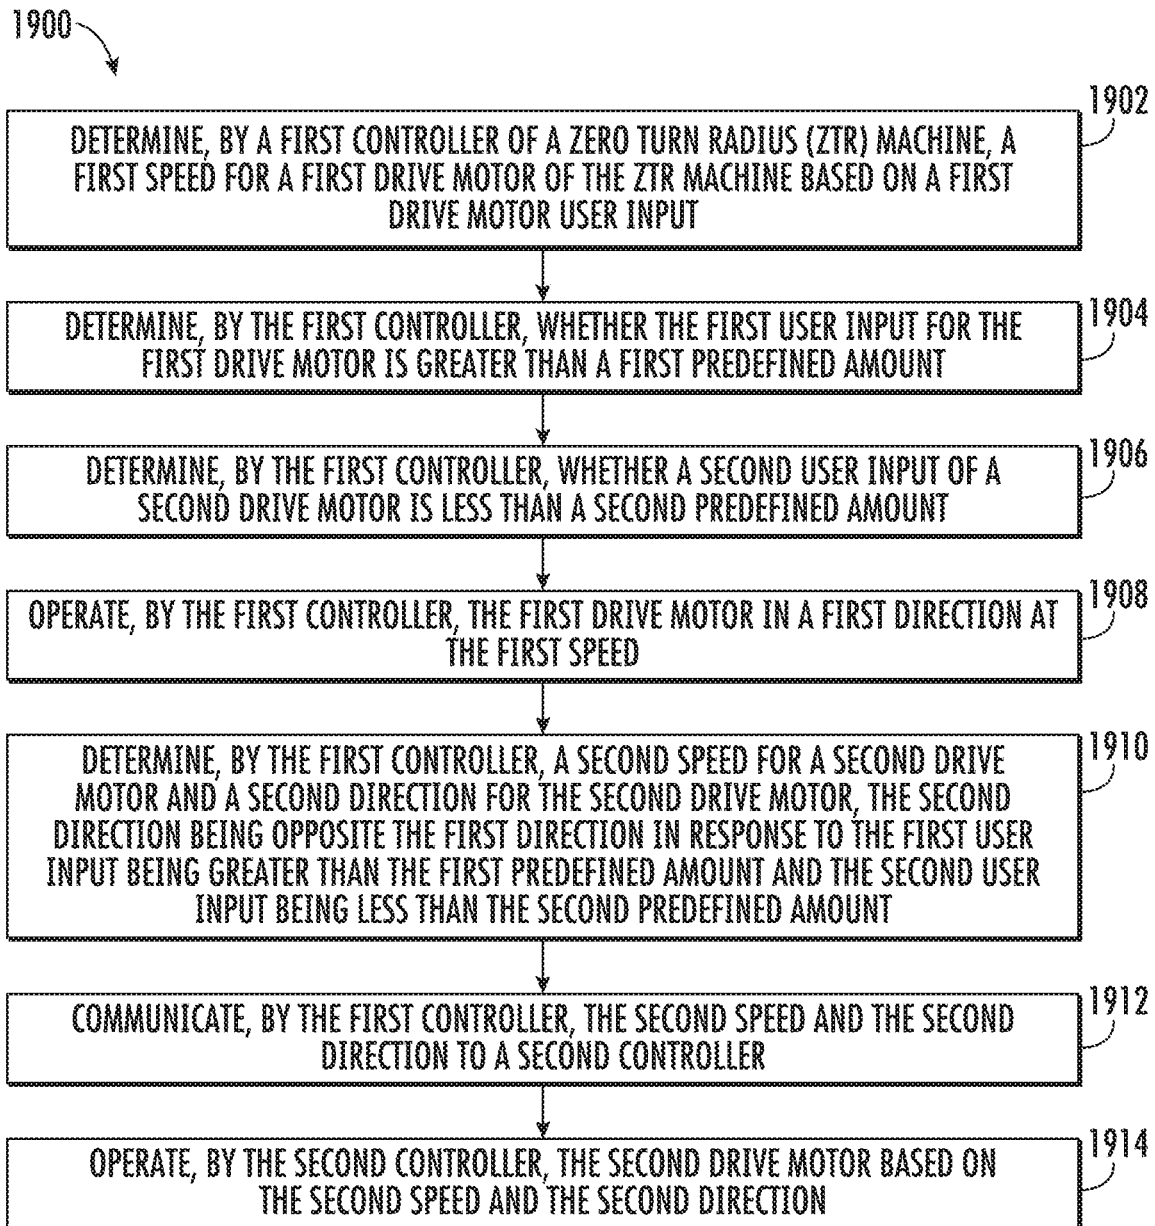 1900
1902
DETERMINE, BY A FIRST CONTROLLER OF A ZERO TURN RADIUS (ZTR) MACHINE, A
FIRST SPEED FOR A FIRST DRIVE MOTOR OF THE ZTR MACHINE BASED ON A FIRST
DRIVE MOTOR USER INPUT
1904
DETERMINE, BY THE FIRST CONTROLLER, WHETHER THE FIRST USER INPUT FOR THE
FIRST DRIVE MOTOR IS GREATER THAN A FIRST PREDEFINED AMOUNT
1906
DETERMINE, BY THE FIRST CONTROLLER, WHETHER A SECOND USER INPUT OF A
SECOND DRIVE MOTOR IS LESS THAN A SECOND PREDEFINED AMOUNT
1908
OPERATE, BY THE FIRST CONTROLLER, THE FIRST DRIVE MOTOR IN A FIRST DIRECTION AT
THE FIRST SPEED
1910
DETERMINE, BY THE FIRST CONTROLLER, A SECOND SPEED FOR A SECOND DRIVE
MOTOR AND A SECOND DIRECTION FOR THE SECOND DRIVE MOTOR, THE SECOND
DIRECTION BEING OPPOSITE THE FIRST DIRECTION IN RESPONSE TO THE FIRST USER
INPUT BEING GREATER THAN THE FIRST PREDEFINED AMOUNT AND THE SECOND USER
INPUT BEING LESS THAN THE SECOND PREDEFINED AMOUNT
1912
COMMUNICATE, BY THE FIRST CONTROLLER, THE SECOND SPEED AND THE SECOND
DIRECTION TO A SECOND CONTROLLER
1914
OPERATE, BY THE SECOND CONTROLLER, THE SECOND DRIVE MOTOR BASED ON
THE SECOND SPEED AND THE SECOND DIRECTION